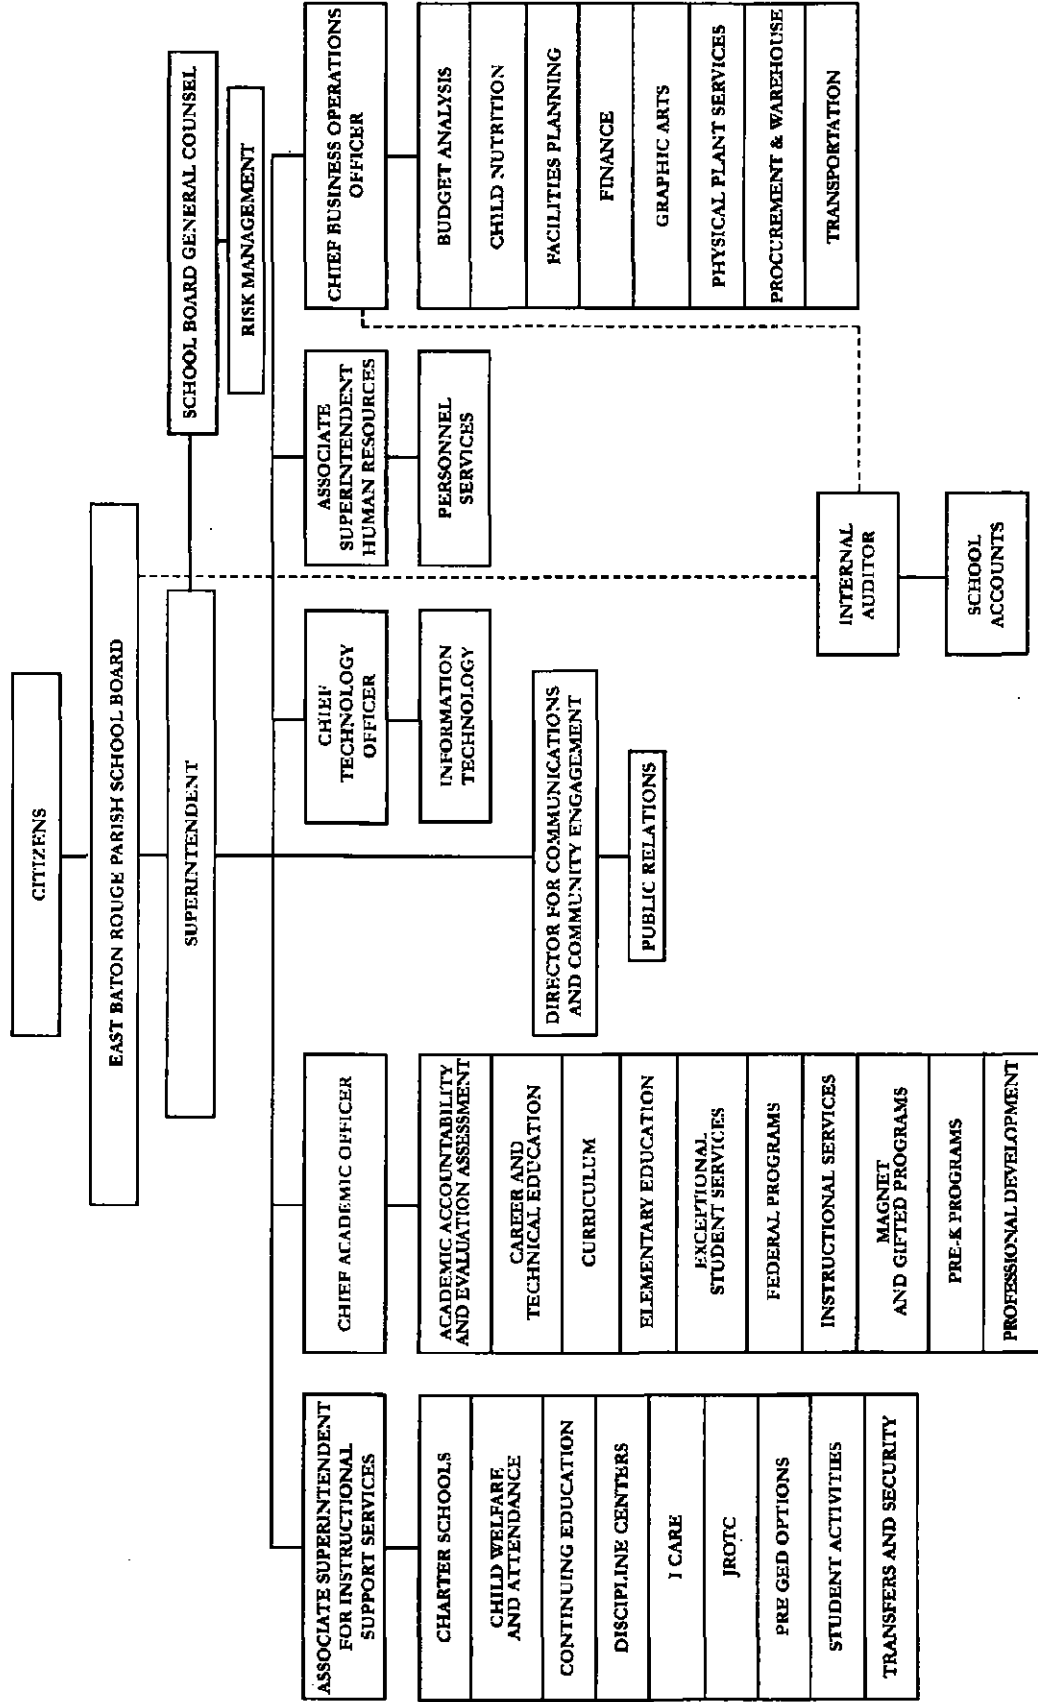 CITIZENS
EAST BATON ROUGE PARISH SCHOOL BOARD
SUPERINTENDENT
SCHOOL BOARD GENERAL COUNSEL
RISK MANAGEMENT
ASSOCIATE SUPERINTENDENT
FOR INSTRUCTIONAL
SUPPORT SERVICES
CHARTER SCHOOLS
CHILD WELFARE
AND ATTENDANCE
CONTINUING EDUCATION
DISCIPLINE CENTERS
I CARE
JROTC
PRE GED OPTIONS
STUDENT ACTIVITIES
TRANSFERS AND SECURITY
CHIEF ACADEMIC OFFICER
ACADEMIC ACCOUNTABILITY
AND EVALUATION ASSESSMENT
CAREER AND
TECHNICAL EDUCATION
CURRICULUM
ELEMENTARY EDUCATION
EXCEPTIONAL
STUDENT SERVICES
FEDERAL PROGRAMS
INSTRUCTIONAL SERVICES
MAGNET
AND GIFTED PROGRAMS
PRE-K PROGRAMS
PROFESSIONAL DEVELOPMENT
DIRECTOR FOR COMMUNICATIONS
AND COMMUNITY ENGAGEMENT
PUBLIC RELATIONS
CHIEF
TECHNOLOGY
OFFICER
INFORMATION
TECHNOLOGY
ASSOCIATE
SUPERINTENDENT
HUMAN RESOURCES
PERSONNEL
SERVICES
CHIEF BUSINESS OPERATIONS
OFFICER
BUDGET ANALYSIS
CHILD NUTRITION
FACILITIES PLANNING
FINANCE
GRAPHIC ARTS
PHYSICAL PLANT SERVICES
PROCUREMENT & WAREHOUSE
TRANSPORTATION
INTERNAL
AUDITOR
SCHOOL
ACCOUNTS